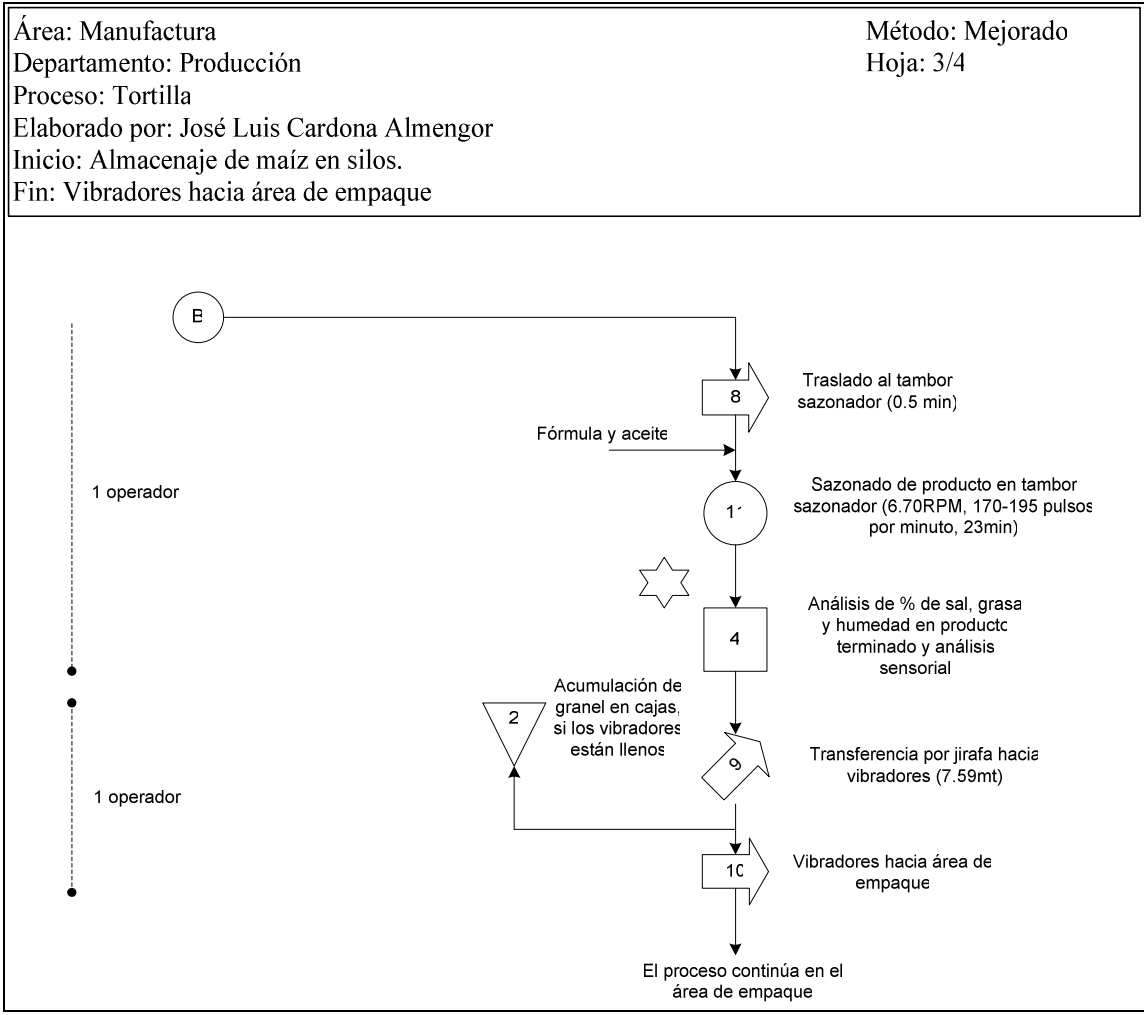 Área: Manufactura
Método: Mejorado
Departamento: Producción
Hoja: 3/4
Proceso: Tortilla
Elaborado por: José Luis Cardona Almengor
Inicio: Almacenaje de maíz en silos.
Fin: Vibradores hacia área de empaque
B
8
Traslado al tambor
sazonador (0.5 min)
Fórmula y aceite
1 operador
11
Sazonado de producto en tambor
sazonador (6.70RPM, 170-195 pulsos
por minuto, 23min)
4
Análisis de % de sal, grasa
y humedad en producto
terminado y análisis
sensorial
2
Acumulación de
granel en cajas,
si los vibradores
están llenos
9
Transferencia por jirafa hacia
vibradores (7.59mt)
1 operador
10
Vibradores hacia área de
empaque
El proceso continúa en el
área de empaque